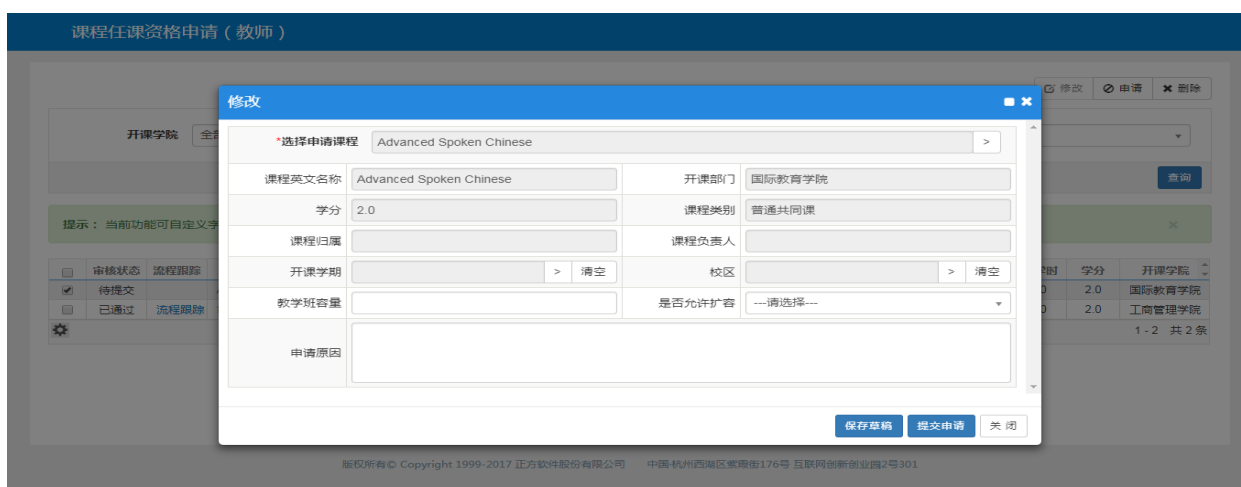 课程任课资格申请（教师）
修改 申请 删除
修改
开课学院 全部
*选择申请课程 Advanced Spoken Chinese >
课程英文名称 Advanced Spoken Chinese 开课部门 国际教育学院
查询
学分 2.0 课程类别 普通共同课
提示： 当前功能可自定义字
课程归属 课程负责人
审核状态 流程跟踪 开课学期 > 清空 校区 > 清空 学时 学分 开课学院
待提交 2.0 国际教育学院
教学班容量 是否允许扩容 ---请选择---
已通过 流程跟踪 2.0 工商管理学院
1 - 2 共 2 条
申请原因
保存草稿 提交申请 关 闭
版权所有© Copyright 1999-2017 正方软件股份有限公司 中国·杭州西湖区紫霞街176号 互联网创新创业园2号301